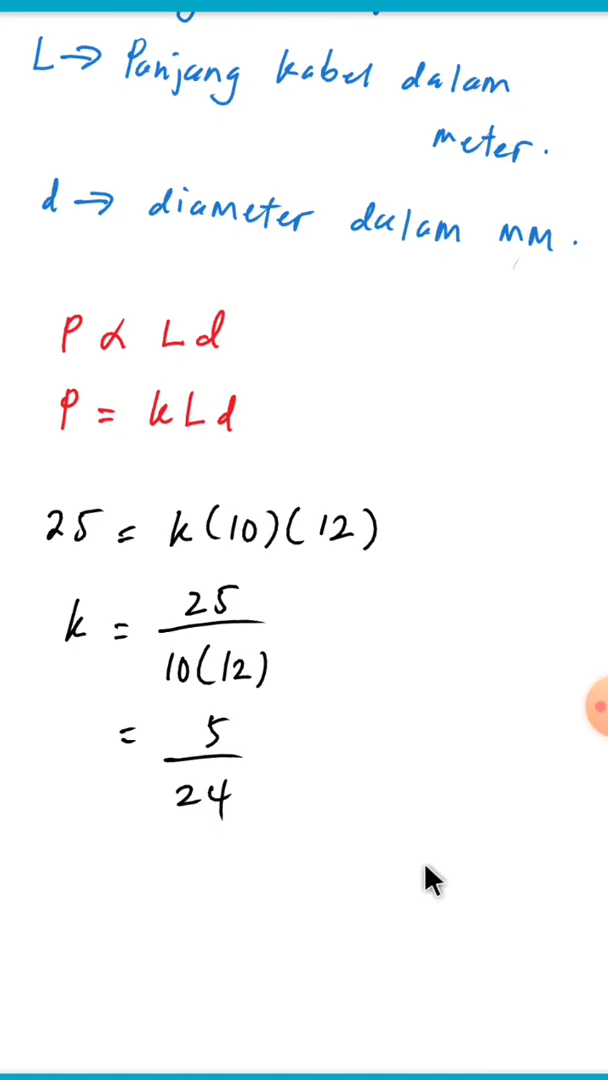 L → Panjang kabel dalam
meter.
d → diameter dalam mm.
P ∝ Ld
P = kLd
25 = k(10)(12)
k = 25
10(12)
= 5
24